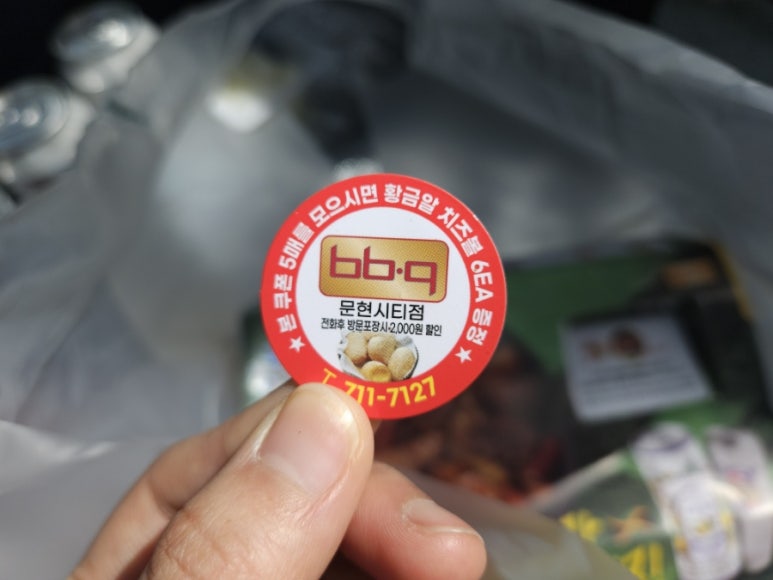 ★ 본 쿠폰 5매를 모으시면 황금알 치즈볼 6EA 증정 ★
bb·q
문현시티점
전화후 방문포장시-2,000원 할인
T. 711-7127